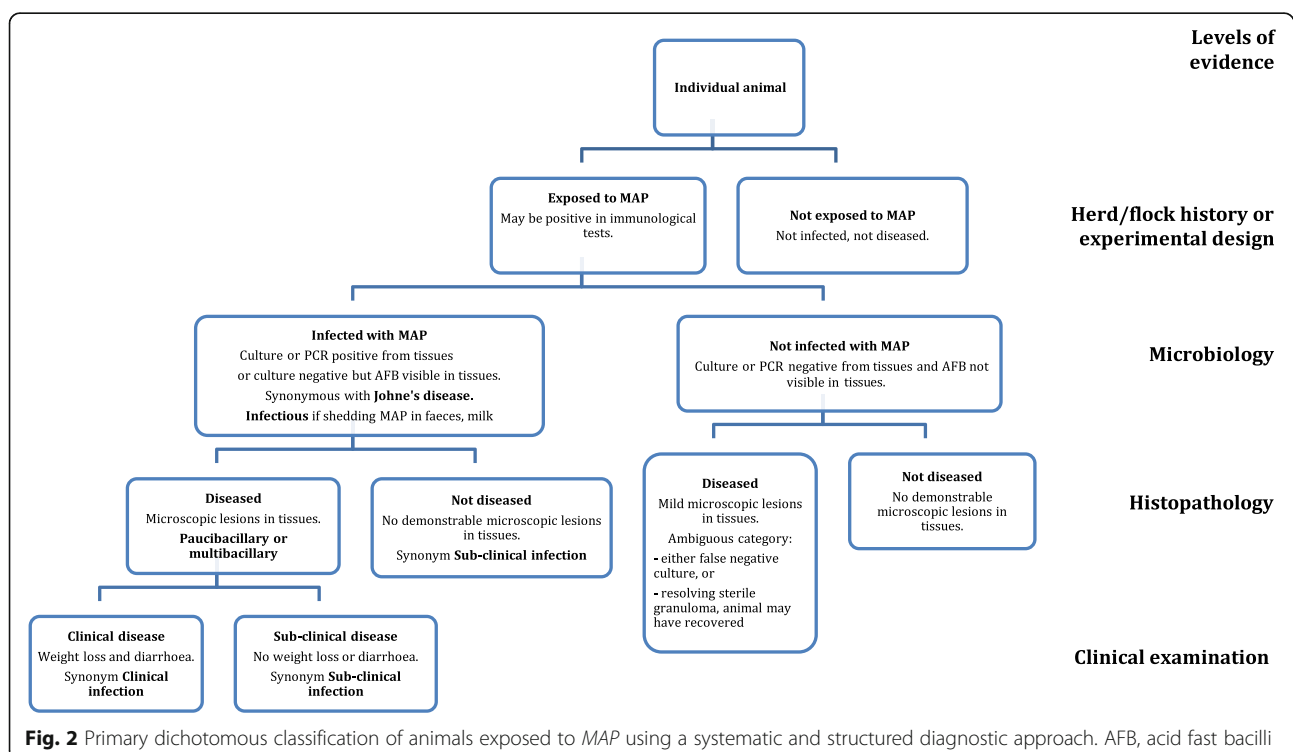 Levels of
evidence
Individual animal
Exposed to MAP
May be positive in immunological
tests.
Not exposed to MAP
Not infected, not diseased.
Herd/flock history or
experimental design
Infected with MAP
Culture or PCR positive from tissues
or culture negative but AFB visible in tissues.
Synonymous with Johne's disease.
Infectious if shedding MAP in faeces, milk
Not infected with MAP
Culture or PCR negative from tissues and AFB not
visible in tissues.
Microbiology
Diseased
Microscopic lesions in tissues.
Paucibacillary or
multibacillary
Not diseased
No demonstrable microscopic lesions
in tissues.
Synonym Sub-clinical infection
Diseased
Mild microscopic lesions
in tissues.
Ambiguous category:
- either false negative
culture, or
- resolving sterile
granuloma, animal may
have recovered
Not diseased
No demonstrable
microscopic lesions in
tissues.
Histopathology
Clinical disease
Weight loss and diarrhoea.
Synonym Clinical
infection
Sub-clinical disease
No weight loss or diarrhoea.
Synonym Sub-clinical
infection
Clinical examination
Fig. 2 Primary dichotomous classification of animals exposed to MAP using a systematic and structured diagnostic approach. AFB, acid fast bacilli